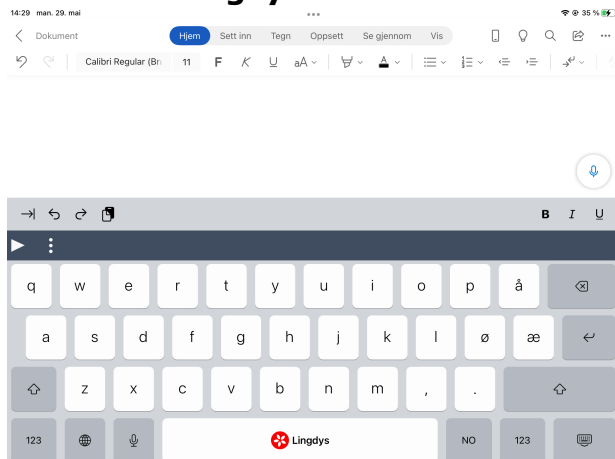 14:29 man. 29. mai
35 %
Dokument
Hjem Sett inn Tegn Oppsett Se gjennom Vis
Calibri Regular (Bn 11 F K U aA A
B I U
q w e r t y u i o p å
a s d f g h j k l ø æ
z x c v b n m , .
123 Lingdys NO 123